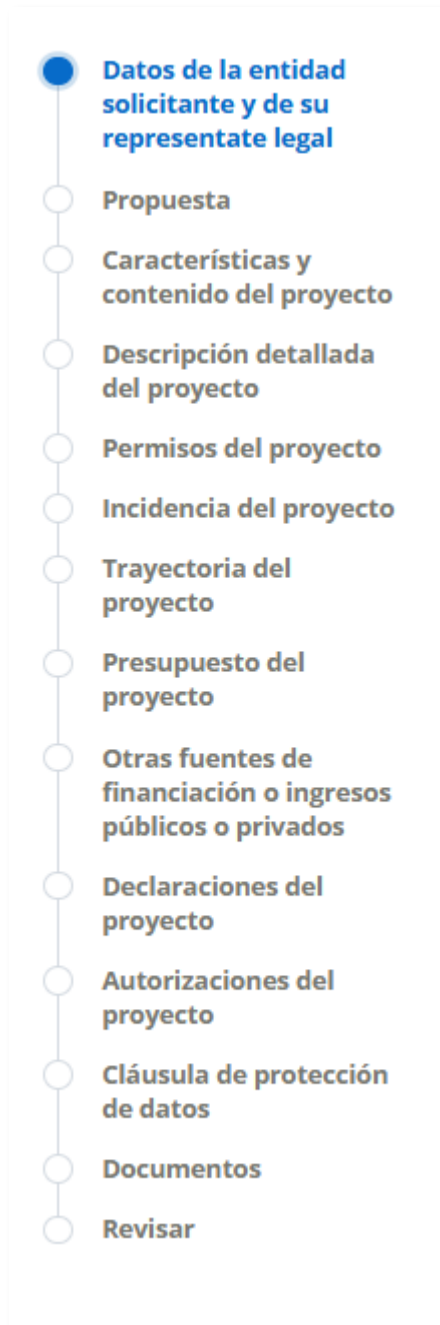 Datos de la entidad
solicitante y de su
representate legal
Propuesta
Características y
contenido del proyecto
Descripción detallada
del proyecto
Permisos del proyecto
Incidencia del proyecto
Trayectoria del
proyecto
Presupuesto del
proyecto
Otras fuentes de
financiación o ingresos
públicos o privados
Declaraciones del
proyecto
Autorizaciones del
proyecto
Cláusula de protección
de datos
Documentos
Revisar